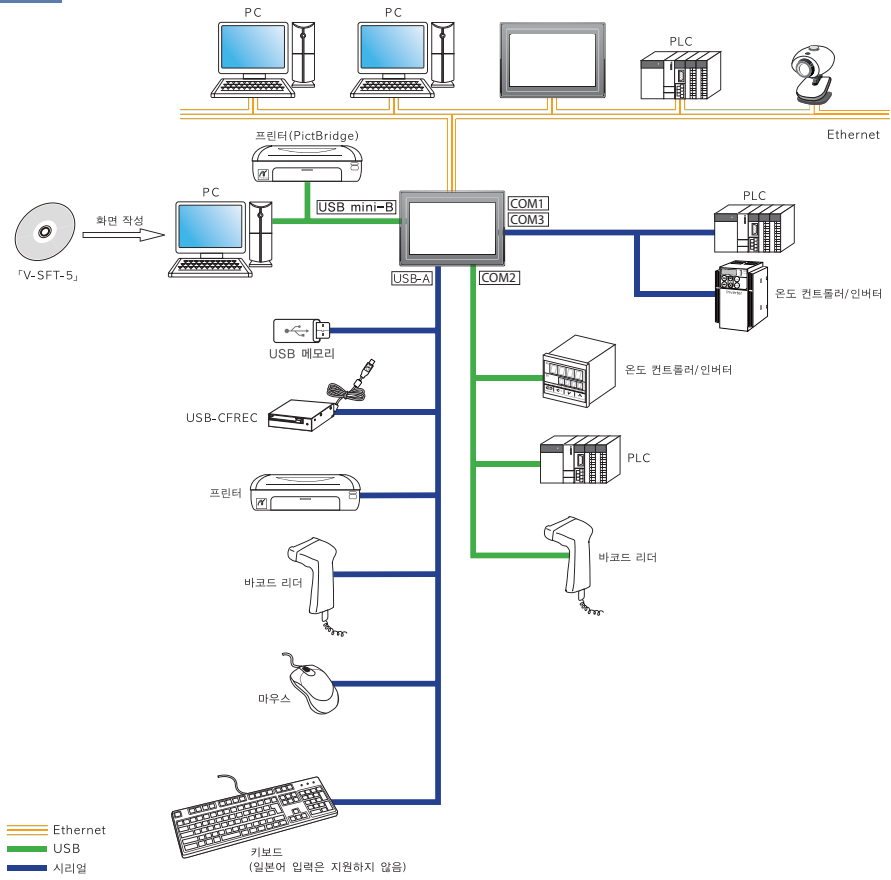 PC
PC
PLC
Ethernet
프린터(PictBridge)
PC
USB mini-B
COM1
COM3
PLC
화면 작성
「V-SFT-5」
USB-A
COM2
온도 컨트롤러/인버터
USB 메모리
온도 컨트롤러/인버터
USB-CFREC
PLC
프린터
바코드 리더
바코드 리더
마우스
Ethernet
USB
시리얼
키보드
(일본어 입력은 지원하지 않음)